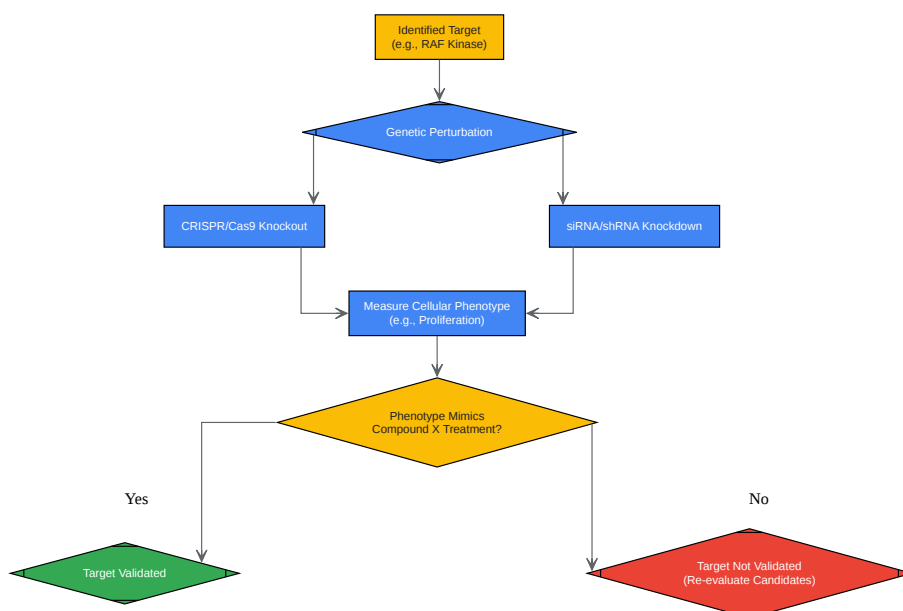 Identified Target
(e.g., RAF Kinase)
Genetic Perturbation
CRISPR/Cas9 Knockout
siRNA/shRNA Knockdown
Measure Cellular Phenotype
(e.g., Proliferation)
Phenotype Mimics
Compound X Treatment?
Yes
No
Target Validated
Target Not Validated
(Re-evaluate Candidates)